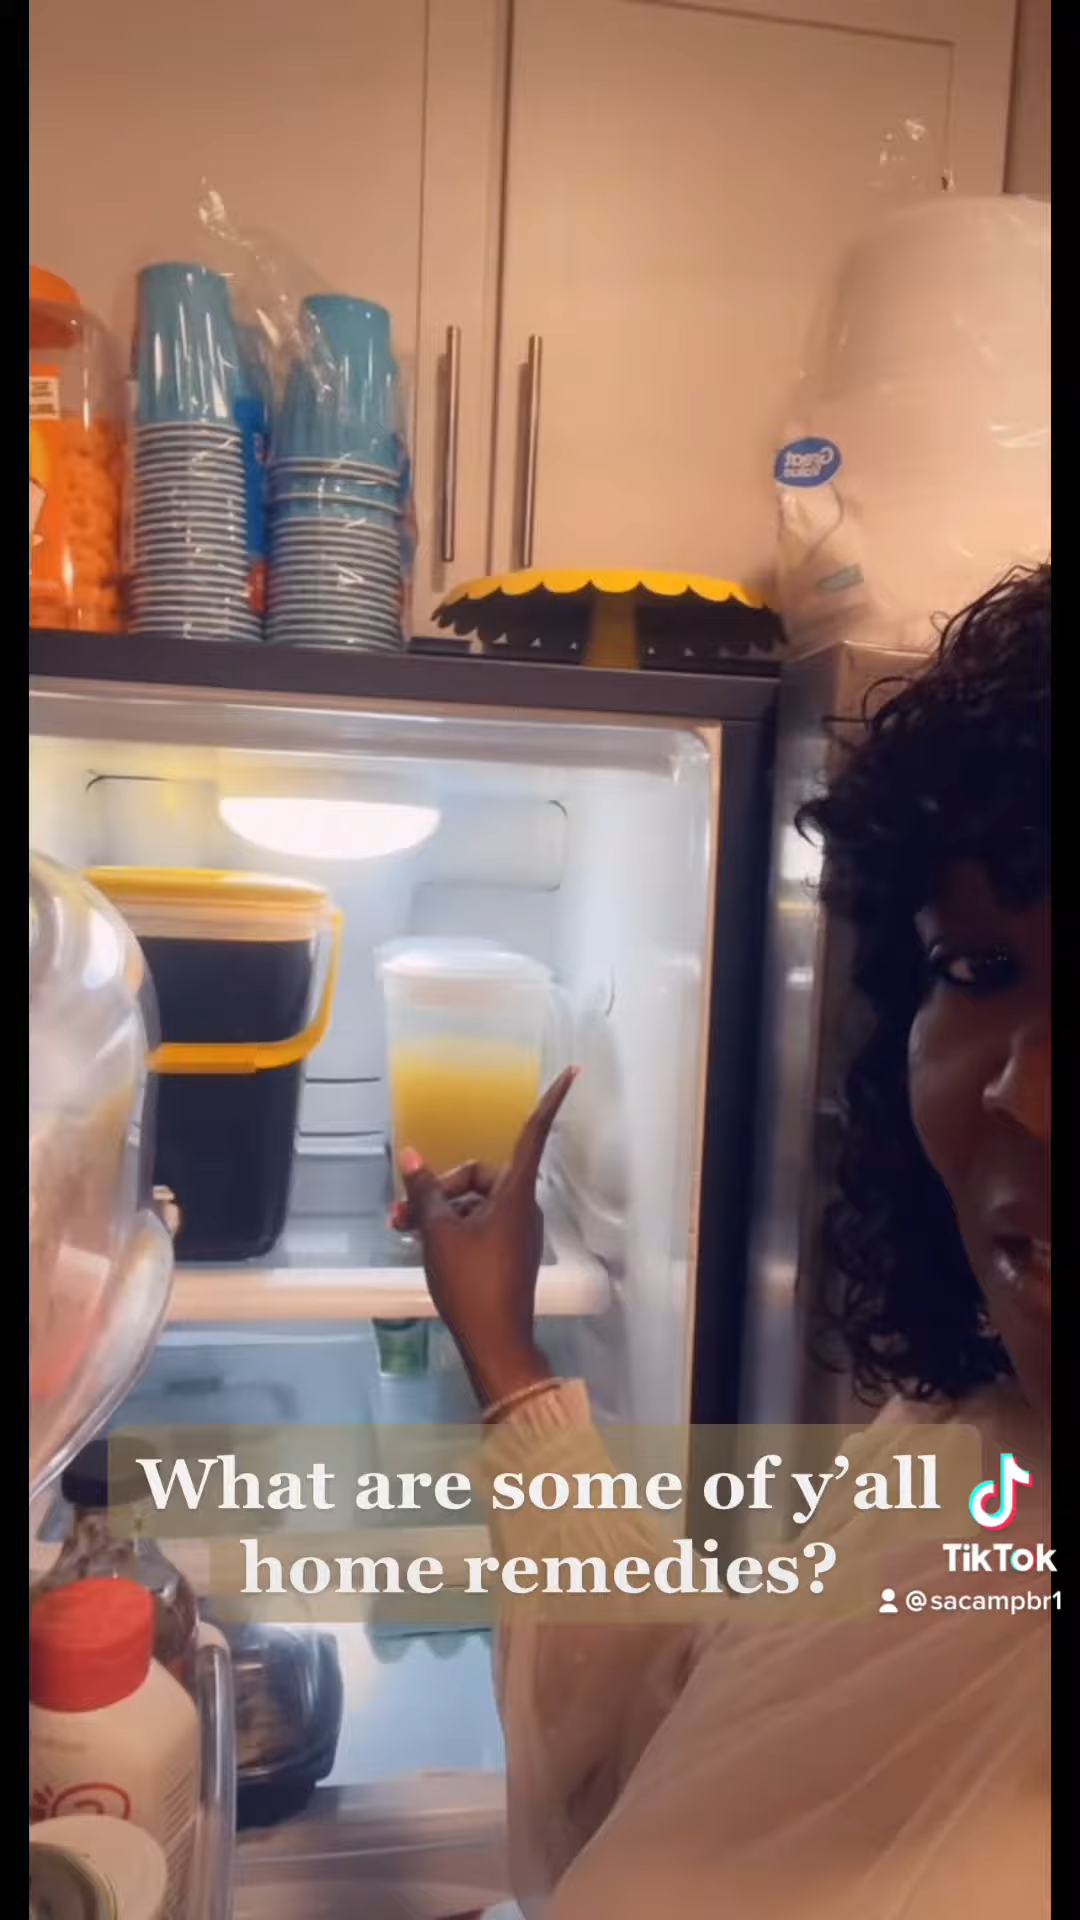 Great
Value
What are some of y’all
home remedies?
TikTok
@sacampbr1